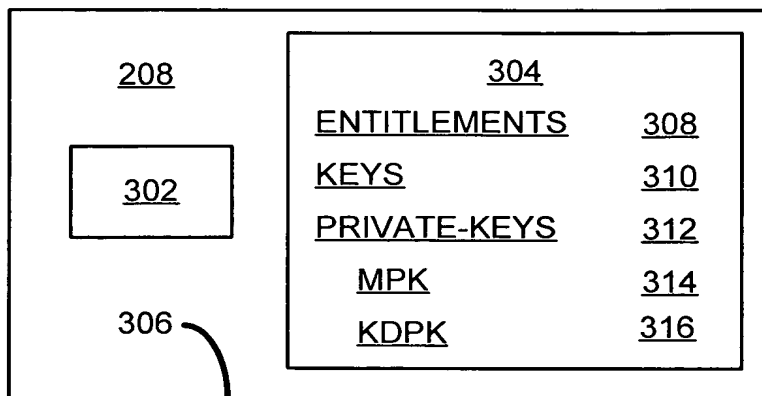 208
302
306
304
ENTITLEMENTS 308
KEYS 310
PRIVATE-KEYS 312
MPK 314
KDPK 316